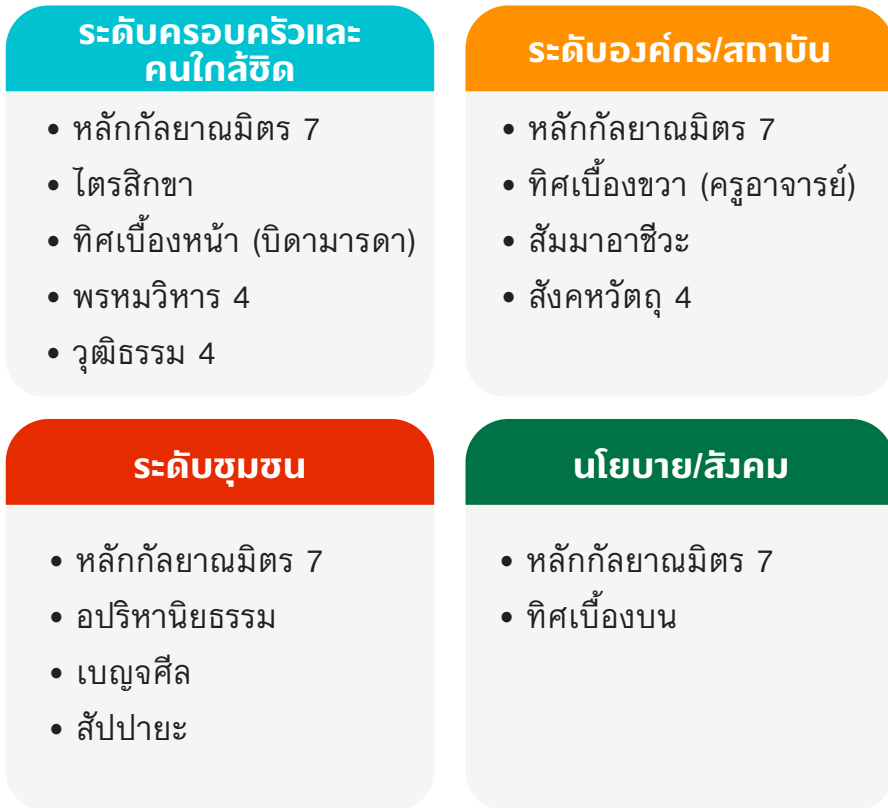 ระดับครอบครัวและ
คนใกล้ชิด
• หลักกัลยาณมิตร 7
• ไตรสิกขา
• ทิศเบื้องหน้า (บิดามารดา)
• พรหมวิหาร 4
• วุฒิธรรม 4
ระดับองค์กร/สถาบัน
• หลักกัลยาณมิตร 7
• ทิศเบื้องขวา (ครูอาจารย์)
• สัมมาอาชีวะ
• สังคหวัตถุ 4
ระดับชุมชน
• หลักกัลยาณมิตร 7
• อปริหานิยธรรม
• เบญจศีล
• สัปปายะ
นโยบาย/สังคม
• หลักกัลยาณมิตร 7
• ทิศเบื้องบน